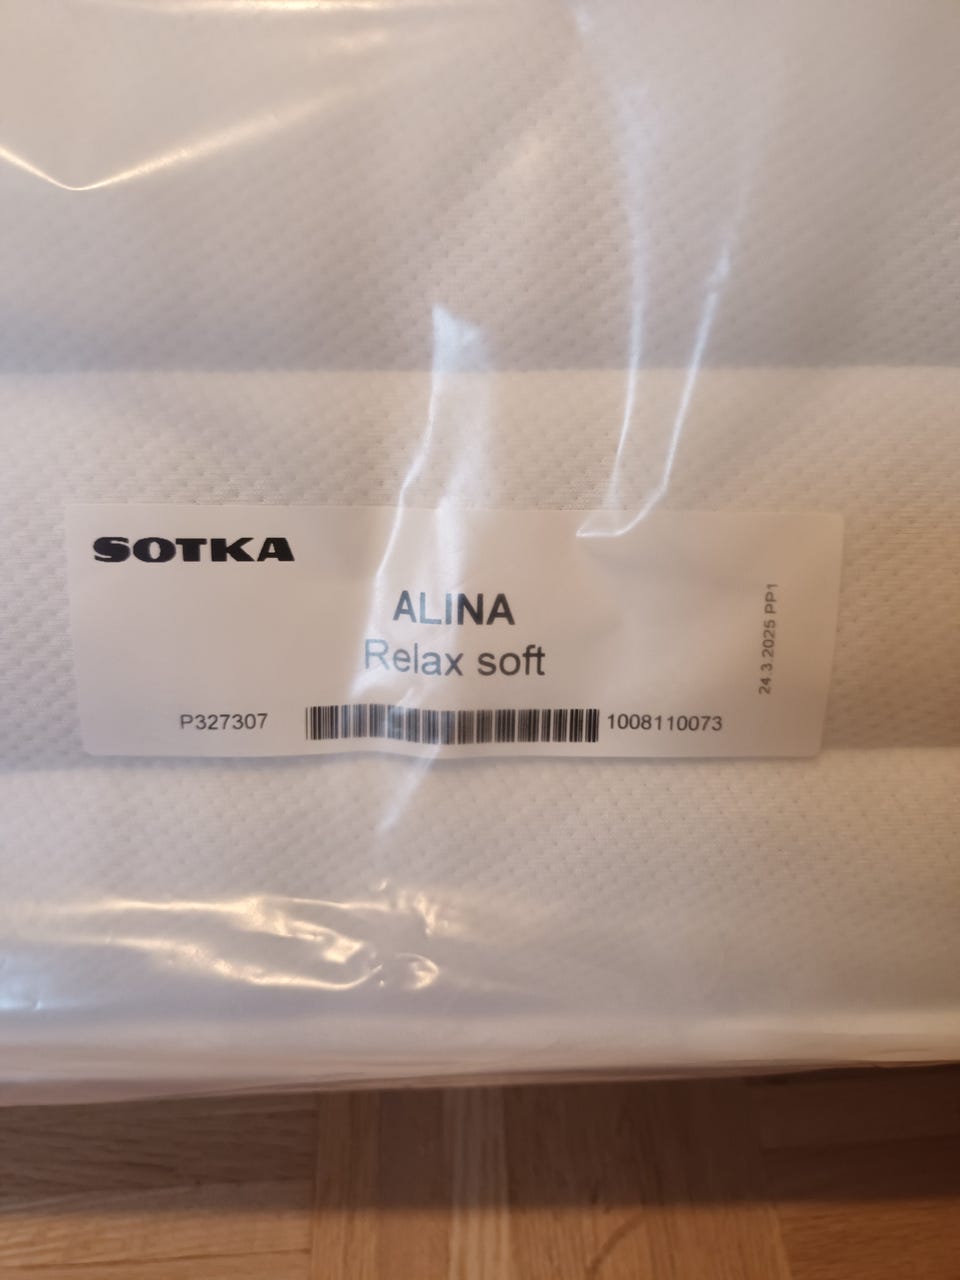 SOTKA
ALINA
Relax soft
P327307
1008110073
24.3.2025 PP1